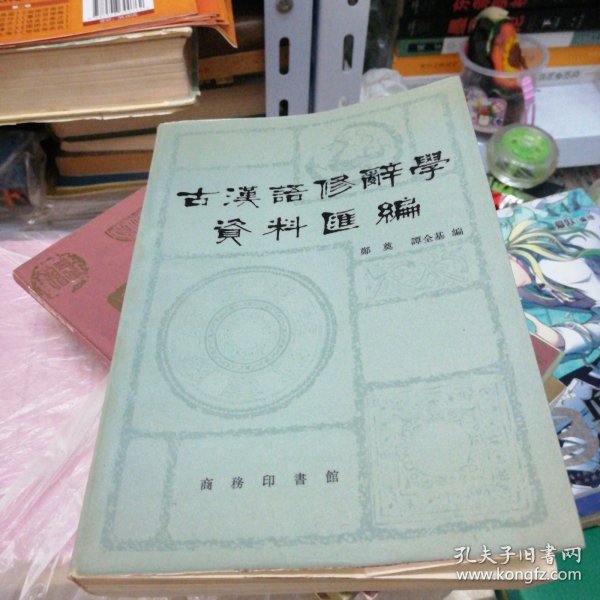 古漢語修辭學
資料匯編
鄭奠 譚全基 編
商務印書館
孔夫子旧书网
www.kongfz.com